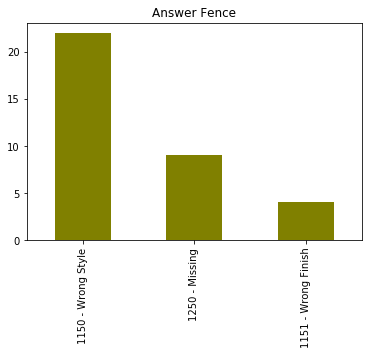 Answer Fence
20
15
10
5
0
1150 - Wrong Style
1250 - Missing
1151 - Wrong Finish